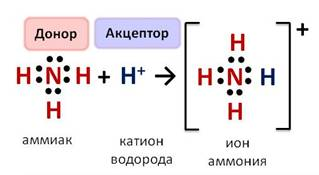 Донор Акцептор
H
H N H + H⁺ → H N H +
H H
аммиак катион водорода ион аммония